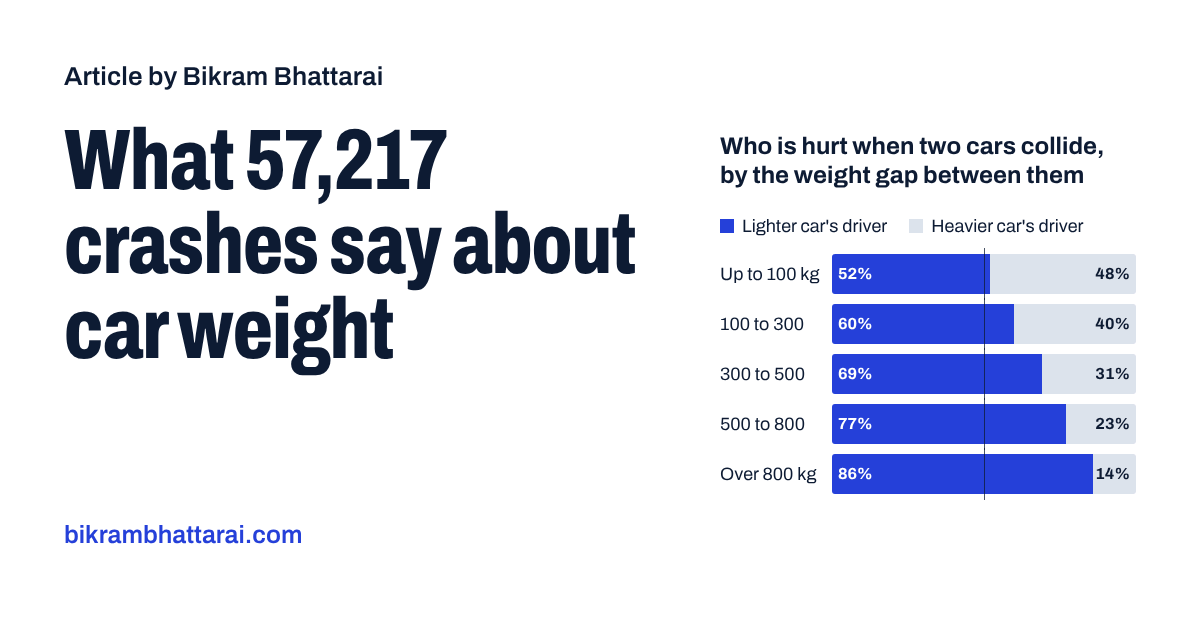 Article by Bikram Bhattarai
What 57,217
crashes say about
car weight
bikrambhattarai.com
Who is hurt when two cars collide,
by the weight gap between them
Lighter car's driver Heavier car's driver
Up to 100 kg 52% 48%
100 to 300 60% 40%
300 to 500 69% 31%
500 to 800 77% 23%
Over 800 kg 86% 14%